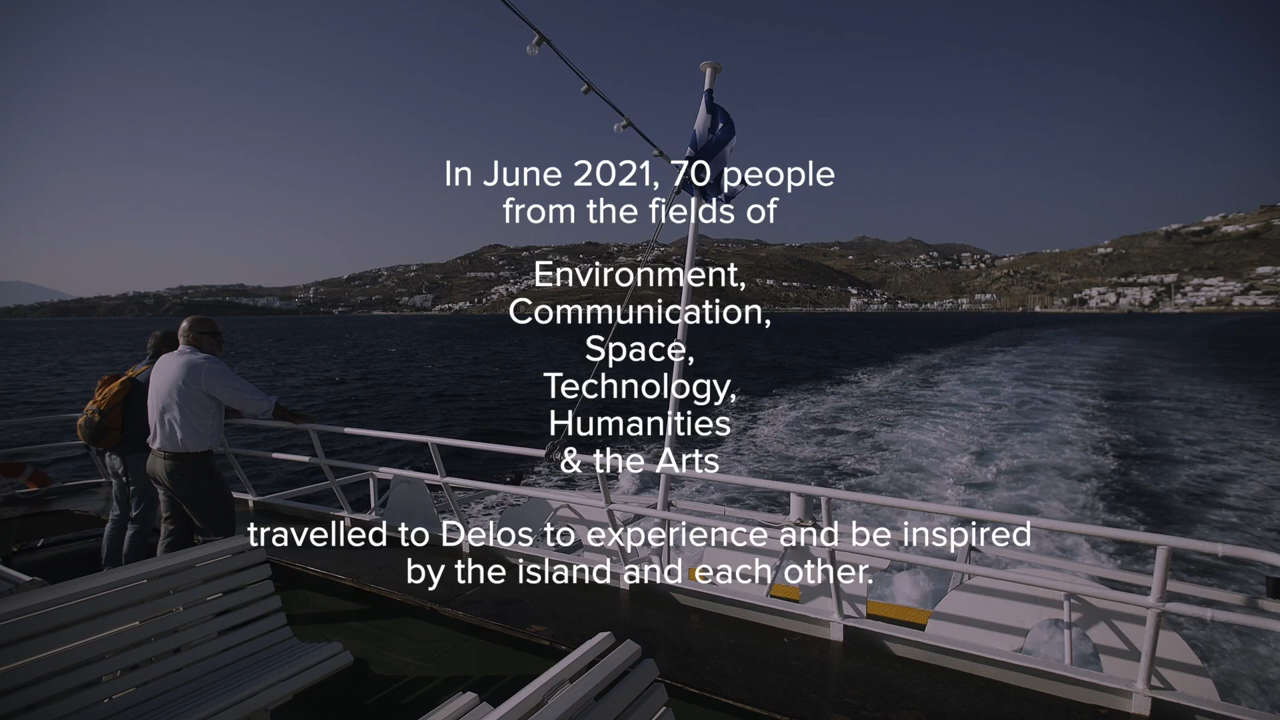 In June 2021, 70 people
from the fields of
Environment,
Communication,
Space,
Technology,
Humanities
& the Arts
travelled to Delos to experience and be inspired
by the island and each other.